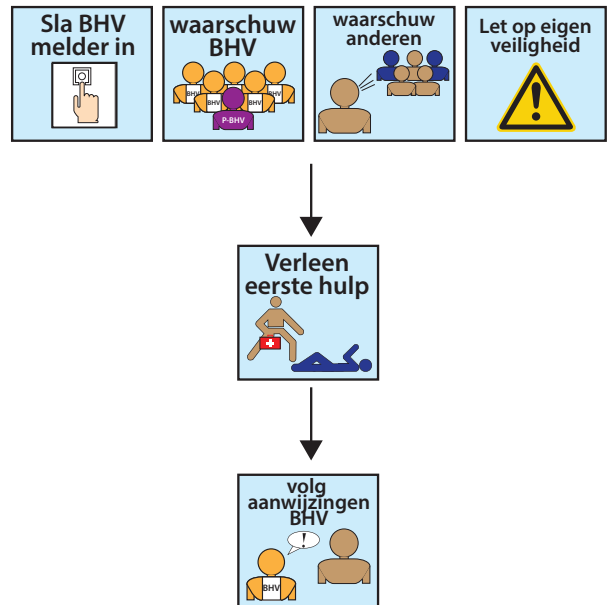 Sla BHV
melder in
waarschuw
BHV
BHV
BHV
BHV
BHV
P-BHV
waarschuw
anderen
Let op eigen
veiligheid
!
Verleen
eerste hulp
volg
aanwijzingen
BHV
!
BHV